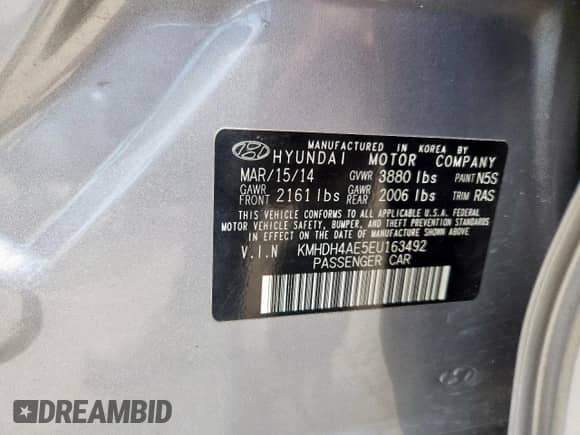 MANUFACTURED IN KOREA BY
HYUNDAI MOTOR COMPANY
MAR/15/14 GVWR 3880 lbs PAINT N5S
GAWR FRONT 2161 lbs GAWR REAR 2006 lbs TRIM RAS
THIS VEHICLE CONFORMS TO ALL APPLICABLE U.S.A. FEDERAL
MOTOR VEHICLE SAFETY, BUMPER, AND THEFT PREVENTION STANDARDS
IN EFFECT ON THE DATE OF MANUFACTURE SHOWN ABOVE.
V.I.N KMHDH4AE5EU163492
PASSENGER CAR
DREAMBID